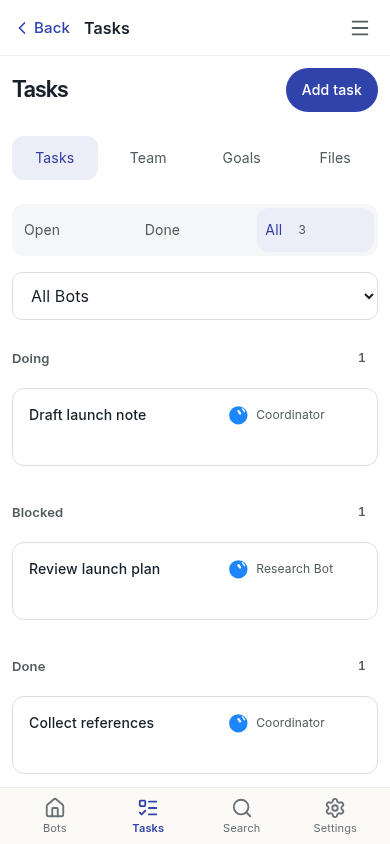 Back Tasks
Tasks
Add task
Tasks Team Goals Files
Open Done All 3
All Bots
Doing 1
Draft launch note Coordinator
Blocked 1
Review launch plan Research Bot
Done 1
Collect references Coordinator
Bots Tasks Search Settings